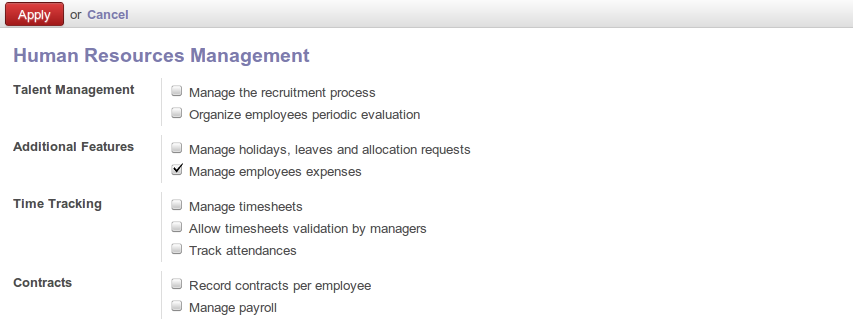 Apply or Cancel
Human Resources Management
Talent Management Manage the recruitment process
Organize employees periodic evaluation
Additional Features Manage holidays, leaves and allocation requests
Manage employees expenses
Time Tracking Manage timesheets
Allow timesheets validation by managers
Track attendances
Contracts Record contracts per employee
Manage payroll